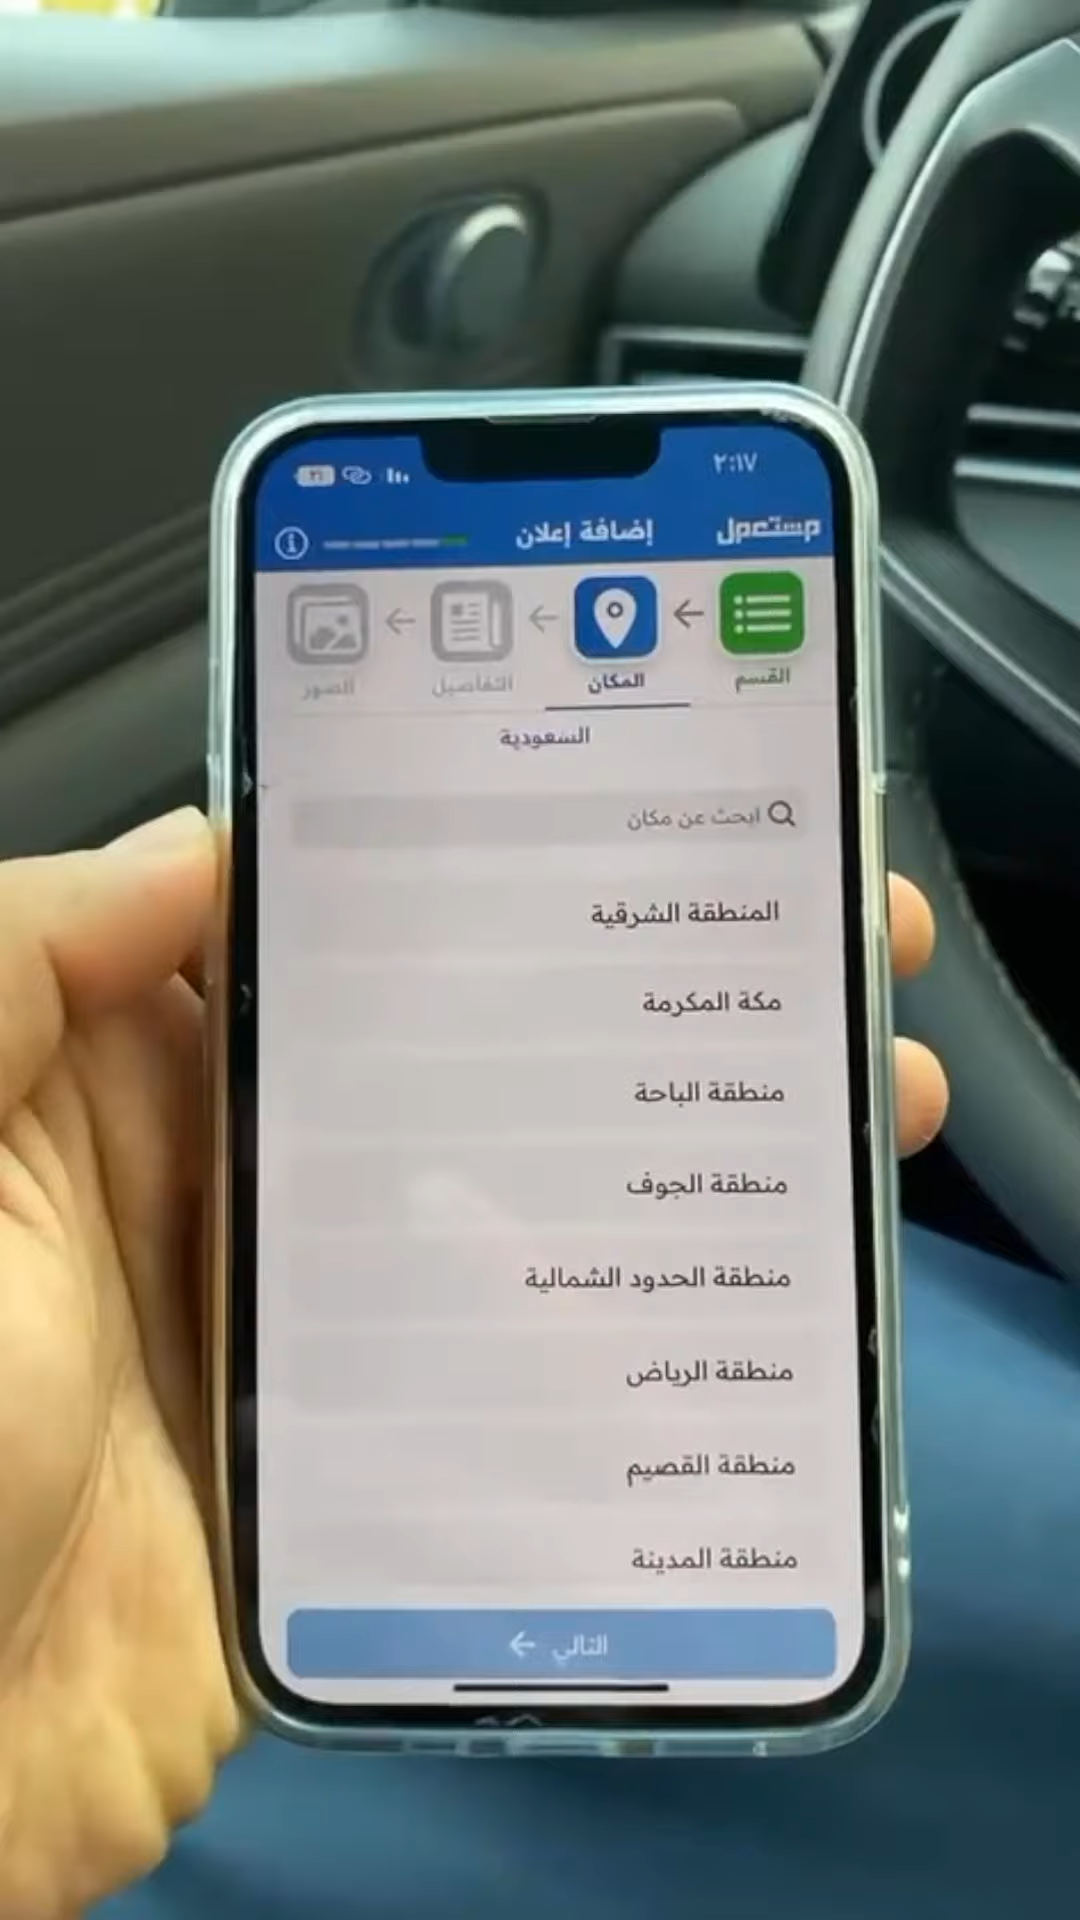 ٢:١٧
مستعمل
إضافة إعلان
القسم
المكان
التفاصيل
الصور
السعودية
ابحث عن مكان
المنطقة الشرقية
مكة المكرمة
منطقة الباحة
منطقة الجوف
منطقة الحدود الشمالية
منطقة الرياض
منطقة القصيم
منطقة المدينة
التالي ←